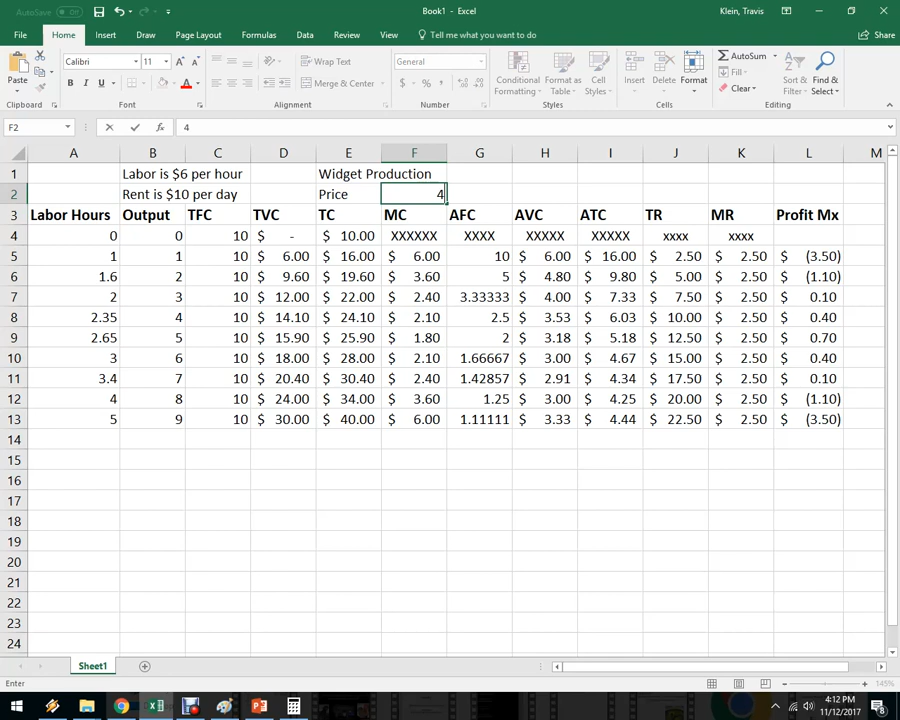 AutoSave Off Book1 - Excel Klein, Travis
File Home Insert Draw Page Layout Formulas Data Review View Tell me what you want to do Share
Paste Calibri 11 A A Wrap Text General Conditional Formatting Format as Table Cell Styles Insert Delete Format AutoSum Fill Clear Sort & Filter Find & Select
B I U A Merge & Center $ % ,
Clipboard Font Alignment Number Styles Cells Editing
F2 fx 4
A B C D E F G H I J K L M
1 Labor is $6 per hour Widget Production
2 Rent is $10 per day Price 4
3 Labor Hours Output TFC TVC TC MC AFC AVC ATC TR MR Profit Mx
4 0 0 10 $ - $ 10.00 XXXXXX XXXX XXXXX XXXXX xxxx xxxx
5 1 1 10 $ 6.00 $ 16.00 $ 6.00 10 $ 6.00 $ 16.00 $ 2.50 $ 2.50 $ (3.50)
6 1.6 2 10 $ 9.60 $ 19.60 $ 3.60 5 $ 4.80 $ 9.80 $ 5.00 $ 2.50 $ (1.10)
7 2 3 10 $ 12.00 $ 22.00 $ 2.40 3.33333 $ 4.00 $ 7.33 $ 7.50 $ 2.50 $ 0.10
8 2.35 4 10 $ 14.10 $ 24.10 $ 2.10 2.5 $ 3.53 $ 6.03 $ 10.00 $ 2.50 $ 0.40
9 2.65 5 10 $ 15.90 $ 25.90 $ 1.80 2 $ 3.18 $ 5.18 $ 12.50 $ 2.50 $ 0.70
10 3 6 10 $ 18.00 $ 28.00 $ 2.10 1.66667 $ 3.00 $ 4.67 $ 15.00 $ 2.50 $ 0.40
11 3.4 7 10 $ 20.40 $ 30.40 $ 2.40 1.42857 $ 2.91 $ 4.34 $ 17.50 $ 2.50 $ 0.10
12 4 8 10 $ 24.00 $ 34.00 $ 3.60 1.25 $ 3.00 $ 4.25 $ 20.00 $ 2.50 $ (1.10)
13 5 9 10 $ 30.00 $ 40.00 $ 6.00 1.11111 $ 3.33 $ 4.44 $ 22.50 $ 2.50 $ (3.50)
14
15
16
17
18
19
20
21
22
23
24
Sheet1
Enter 145%
4:12 PM
11/12/2017